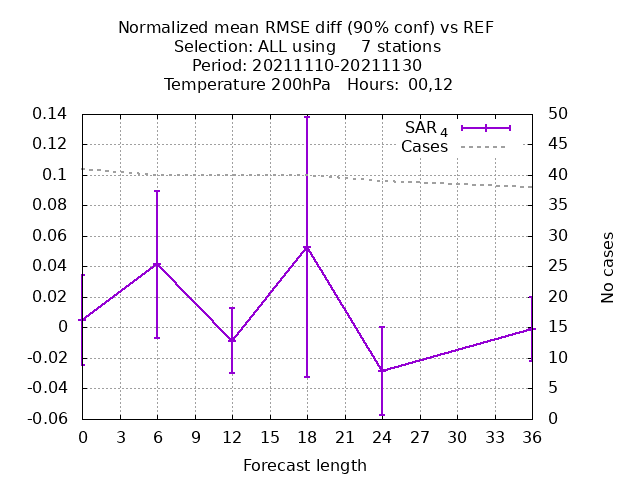 Normalized mean RMSE diff (90% conf) vs REF
Selection: ALL using     7 stations
Period: 20211110-20211130
Temperature 200hPa   Hours:  00,12
0.14
0.12
0.1
0.08
0.06
0.04
0.02
0
-0.02
-0.04
-0.06
SAR 4
Cases
50
45
40
35
30
25
20
15
10
5
0
No cases
0 3 6 9 12 15 18 21 24 27 30 33 36
Forecast length